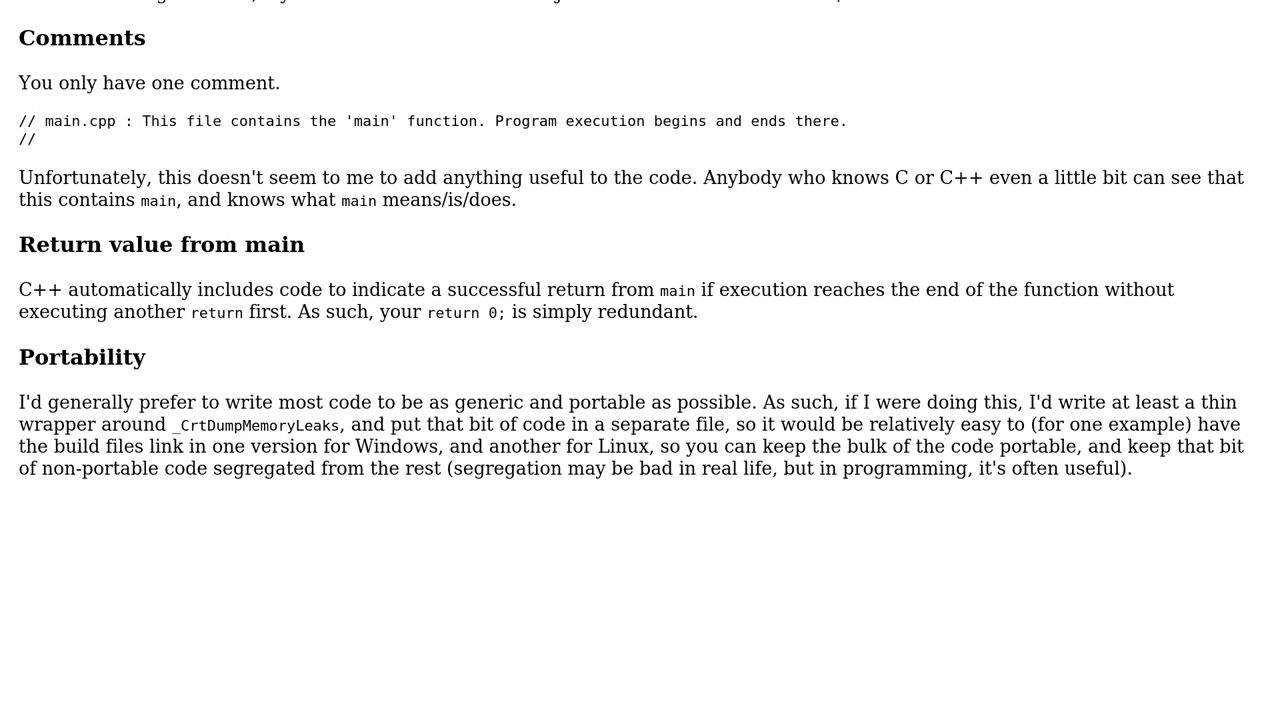 Comments
You only have one comment.
// main.cpp : This file contains the 'main' function. Program execution begins and ends there.
//
Unfortunately, this doesn't seem to me to add anything useful to the code. Anybody who knows C or C++ even a little bit can see that
this contains main, and knows what main means/is/does.
Return value from main
C++ automatically includes code to indicate a successful return from main if execution reaches the end of the function without
executing another return first. As such, your return 0; is simply redundant.
Portability
I'd generally prefer to write most code to be as generic and portable as possible. As such, if I were doing this, I'd write at least a thin
wrapper around _CrtDumpMemoryLeaks, and put that bit of code in a separate file, so it would be relatively easy to (for one example) have
the build files link in one version for Windows, and another for Linux, so you can keep the bulk of the code portable, and keep that bit
of non-portable code segregated from the rest (segregation may be bad in real life, but in programming, it's often useful).